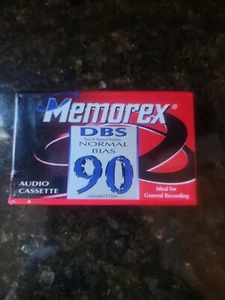 Memorex®
DBS
NORMAL
BIAS
90
AUDIO
CASSETTE
Ideal for
General Recording